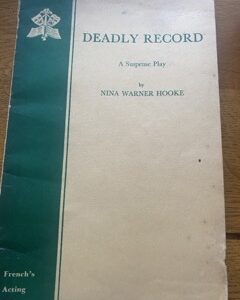 DEADLY RECORD
A Suspense Play
by
NINA WARNER HOOKE
French's
Acting